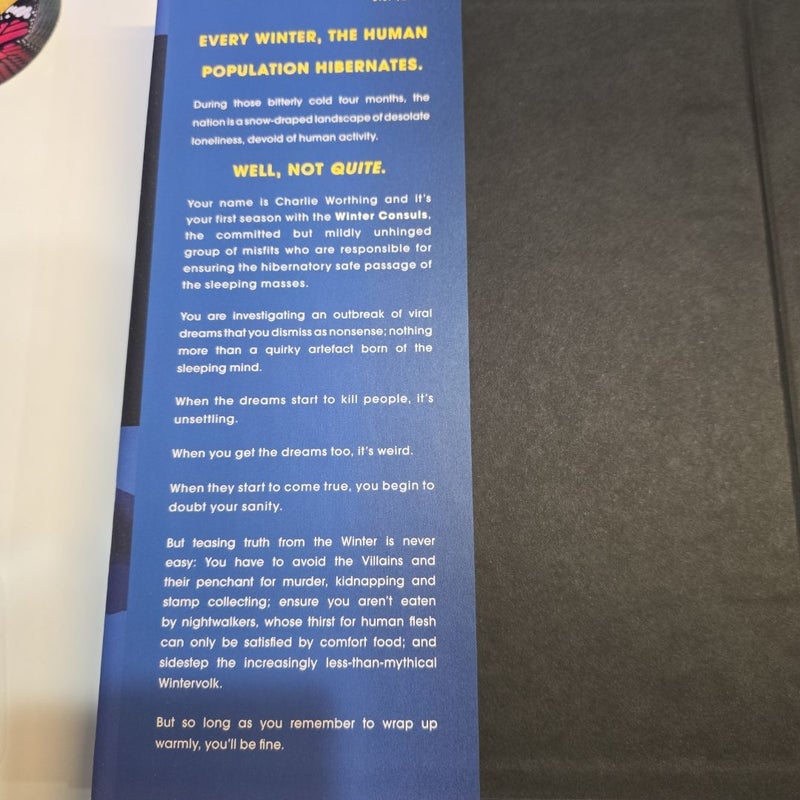 EVERY WINTER, THE HUMAN
POPULATION HIBERNATES.
During those bitterly cold four months, the
nation is a snow-draped landscape of desolate
loneliness, devoid of human activity.
WELL, NOT QUITE.
Your name is Charlie Worthing and it's
your first season with the Winter Consuls,
the committed but mildly unhinged
group of misfits who are responsible for
ensuring the hibernatory safe passage of
the sleeping masses.
You are investigating an outbreak of viral
dreams that you dismiss as nonsense; nothing
more than a quirky artefact born of the
sleeping mind.
When the dreams start to kill people, it's
unsettling.
When you get the dreams too, it's weird.
When they start to come true, you begin to
doubt your sanity.
But teasing truth from the Winter is never
easy: You have to avoid the Villains and
their penchant for murder, kidnapping and
stamp collecting; ensure you aren't eaten
by nightwalkers, whose thirst for human flesh
can only be satisfied by comfort food; and
sidestep the increasingly less-than-mythical
Wintervolk.
But so long as you remember to wrap up
warmly, you'll be fine.